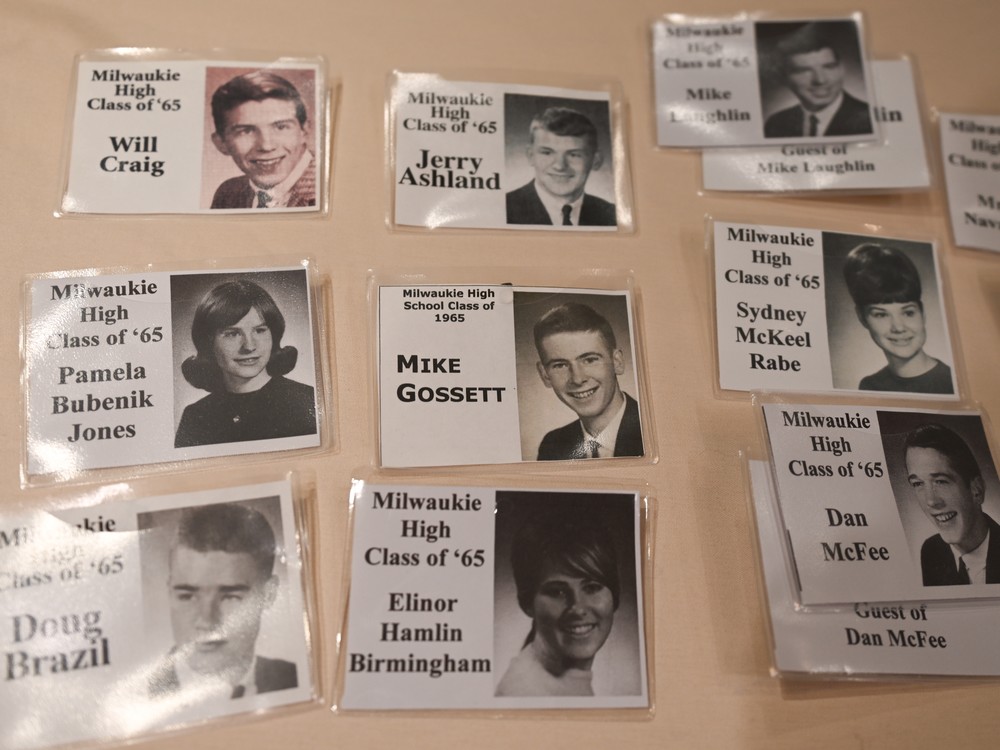 Milwaukie
High
Class of ‘65
Will
Craig
Milwaukie
High
Class of ‘65
Jerry
Ashland
Milwaukie
High
Class of ‘65
Mike
Laughlin
lin
Guest of
Mike Laughlin
Milwaukie
High
Class of ‘65
Pamela
Bubenik
Jones
Milwaukie High
School Class of
1965
MIKE
GOSSETT
Milwaukie
High
Class of ‘65
Sydney
McKeel
Rabe
Milwaukie
High
Class of ‘65
Doug
Brazil
Milwaukie
High
Class of ‘65
Elinor
Hamlin
Birmingham
Milwaukie
High
Class of ‘65
Dan
McFee
Guest of
Dan McFee